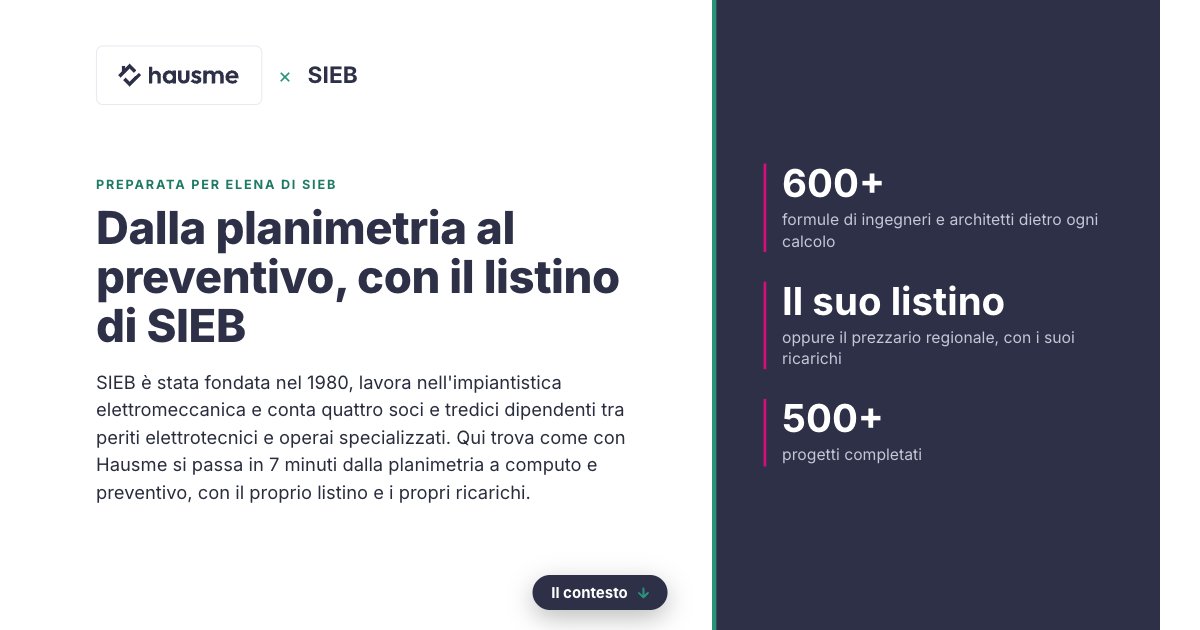 hausme × SIEB
PREPARATA PER ELENA DI SIEB
Dalla planimetria al
preventivo, con il listino
di SIEB
SIEB è stata fondata nel 1980, lavora nell'impiantistica
elettromeccanica e conta quattro soci e tredici dipendenti tra
periti elettrotecnici e operai specializzati. Qui trova come con
Hausme si passa in 7 minuti dalla planimetria a computo e
preventivo, con il proprio listino e i propri ricarichi.
Il contesto ↓
600+
formule di ingegneri e architetti dietro ogni
calcolo
Il suo listino
oppure il prezzario regionale, con i suoi
ricarichi
500+
progetti completati